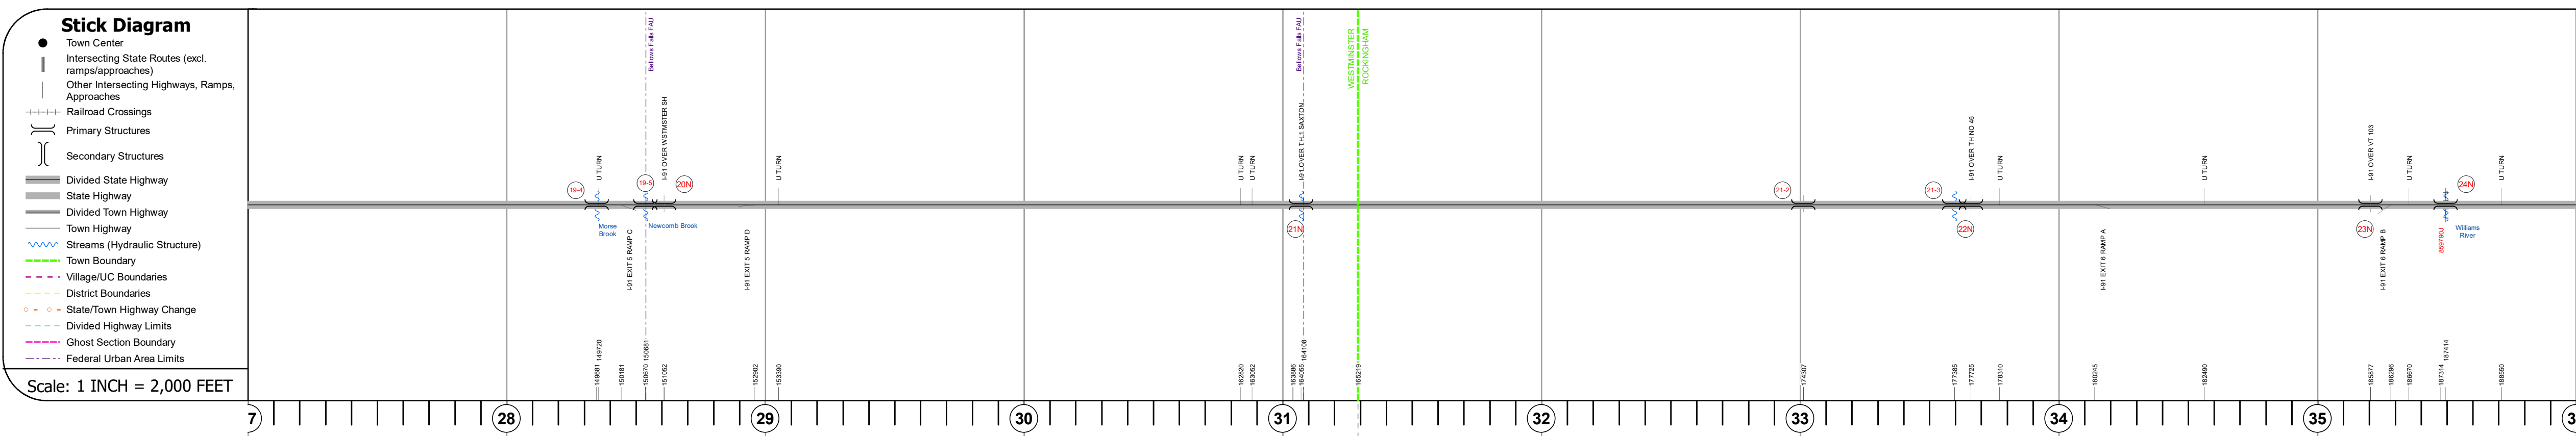 Stick Diagram
Town Center
Intersecting State Routes (excl.
ramps/approaches)
Other Intersecting Highways, Ramps,
Approaches
Railroad Crossings
Primary Structures
Secondary Structures
Divided State Highway
State Highway
Divided Town Highway
Town Highway
Streams (Hydraulic Structure)
Town Boundary
Village/UC Boundaries
District Boundaries
State/Town Highway Change
Divided Highway Limits
Ghost Section Boundary
Federal Urban Area Limits
Scale: 1 INCH = 2,000 FEET
19-4
U TURN
Morse
Brook
I-91 EXIT 5 RAMP C
Bellows Falls FAU
19-5
I-91 OVER WSTMSTER SH
20N
Newcomb Brook
I-91 EXIT 5 RAMP D
U TURN
U TURN
U TURN
Bellows Falls FAU
I-91 OVER T.H.1 SAXTON
21N
WESTMINSTER
ROCKINGHAM
21-2
21-3
I-91 OVER TH NO 46
22N
U TURN
I-91 EXIT 6 RAMP A
U TURN
I-91 OVER VT 103
23N
I-91 EXIT 6 RAMP B
U TURN
24N
859790J
Williams
River
U TURN
149681
149720
150181
150670
150681
151052
152902
153390
162820
163052
163886
164055
164108
165219
174307
177365
177725
178310
180245
182490
185877
186296
186670
187314
187414
188550
7
28
29
30
31
32
33
34
35
3